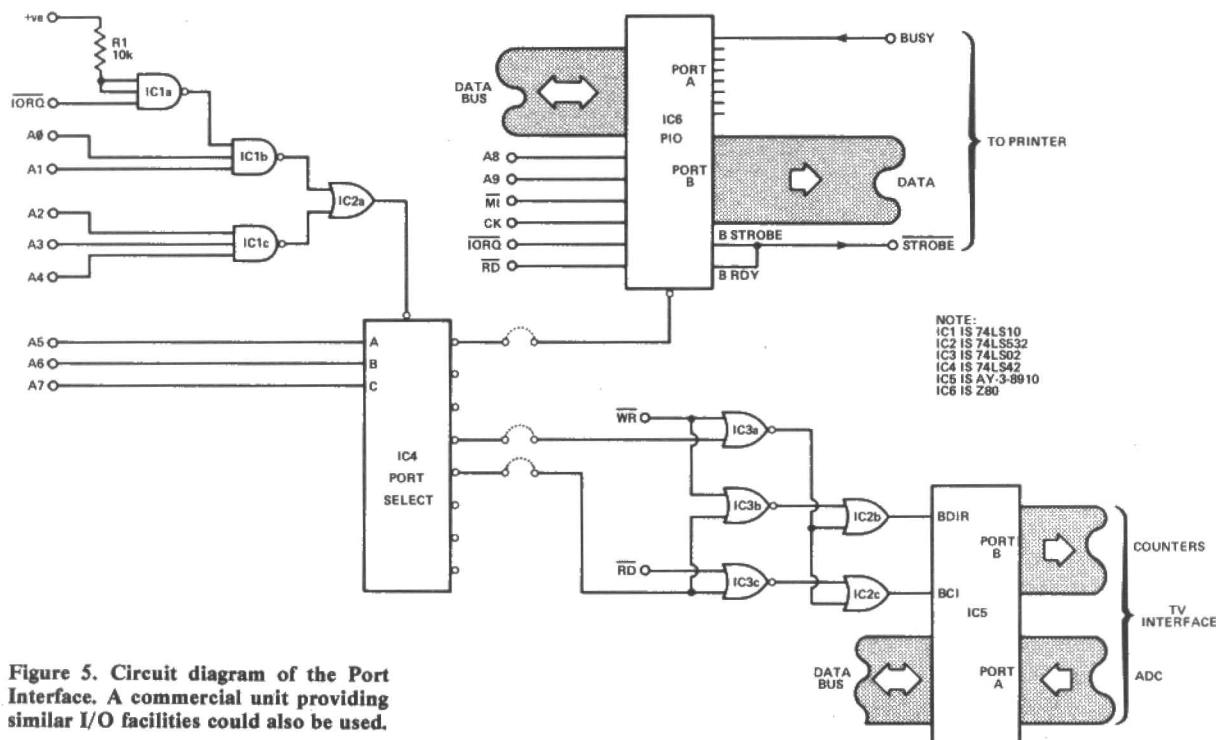 +ve
R1
10k
IC1a
IORQ
AØ
IC1b
A1
IC2a
A2
IC1c
A3
A4
A5
A6
A7
A
B
C
IC4
PORT
SELECT
DATA
BUS
A8
A9
M1
CK
IORQ
RD
PORT
A
IC6
PIO
PORT
B
BUSY
DATA
B STROBE
STROBE
B RDY
TO PRINTER
NOTE:
IC1 IS 74LS10
IC2 IS 74LS532
IC3 IS 74LS02
IC4 IS 74LS42
IC5 IS AY-3-8910
IC6 IS Z80
WR
IC3a
IC3b
IC2b
RD
IC3c
IC2c
BDIR
BCI
IC5
PORT
B
PORT
A
DATA
BUS
COUNTERS
TV
INTERFACE
ADC
Figure 5. Circuit diagram of the Port
Interface. A commercial unit providing
similar I/O facilities could also be used.